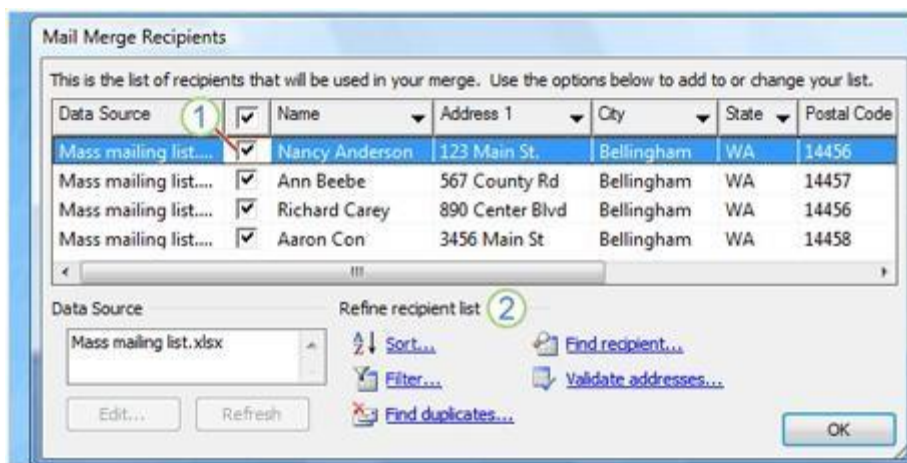 Mail Merge Recipients
This is the list of recipients that will be used in your merge. Use the options below to add to or change your list.
Data Source 1 Name Address 1 City State Postal Code
Mass mailing list.... Nancy Anderson 123 Main St. Bellingham WA 14456
Mass mailing list.... Ann Beebe 567 County Rd Bellingham WA 14457
Mass mailing list.... Richard Carey 890 Center Blvd Bellingham WA 14456
Mass mailing list.... Aaron Con 3456 Main St Bellingham WA 14458
Data Source Refine recipient list 2
Mass mailing list.xlsx Sort... Find recipient...
Filter... Validate addresses...
Edit... Refresh Find duplicates...
OK